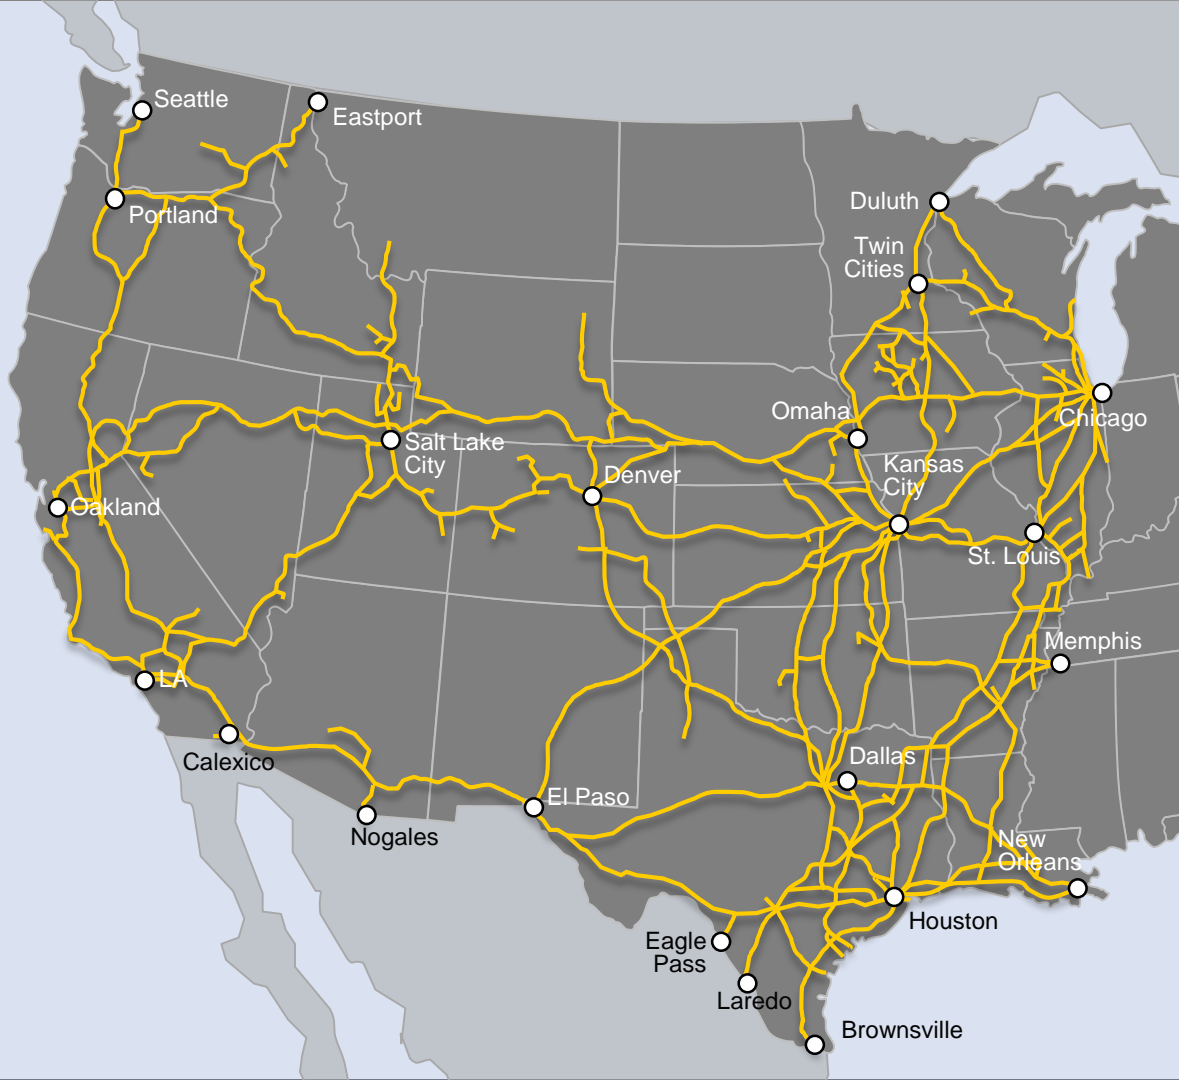 Seattle
Eastport
Portland
Duluth
Twin
Cities
Omaha
Chicago
Salt Lake
City
Denver
Kansas
City
Oakland
St. Louis
Memphis
LA
Calexico
Dallas
El Paso
Nogales
New
Orleans
Houston
Eagle
Pass
Laredo
Brownsville